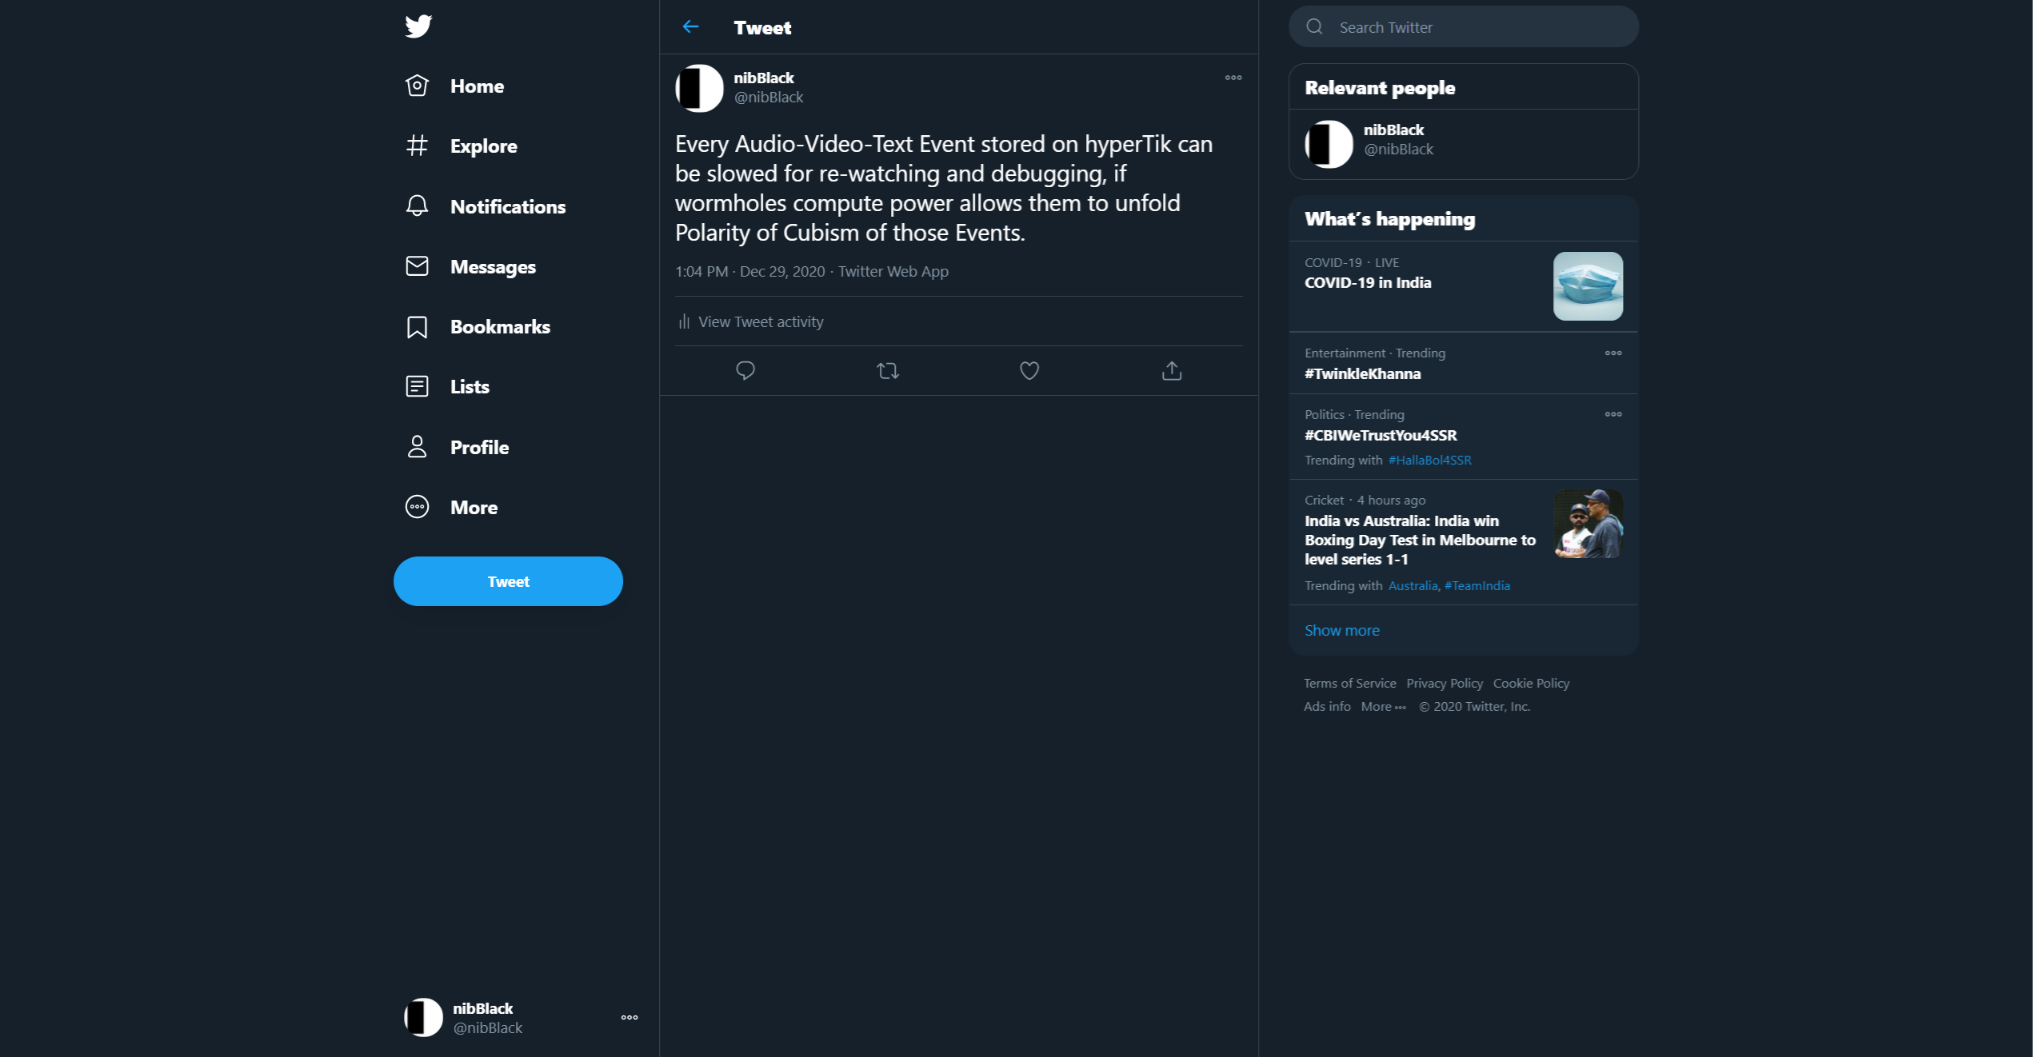 Home
Explore
Notifications
Messages
Bookmarks
Lists
Profile
More
Tweet
nibBlack
@nibBlack
Tweet
nibBlack
@nibBlack
Every Audio-Video-Text Event stored on hyperTik can
be slowed for re-watching and debugging, if
wormholes compute power allows them to unfold
Polarity of Cubism of those Events.
1:04 PM · Dec 29, 2020 · Twitter Web App
View Tweet activity
Search Twitter
Relevant people
nibBlack
@nibBlack
What's happening
COVID-19 · LIVE
COVID-19 in India
Entertainment · Trending
#TwinkleKhanna
Politics · Trending
#CBIWeTrustYou4SSR
Trending with #HallaBol4SSR
Cricket · 4 hours ago
India vs Australia: India win
Boxing Day Test in Melbourne to
level series 1-1
Trending with Australia, #TeamIndia
Show more
Terms of Service Privacy Policy Cookie Policy
Ads info More ··· © 2020 Twitter, Inc.